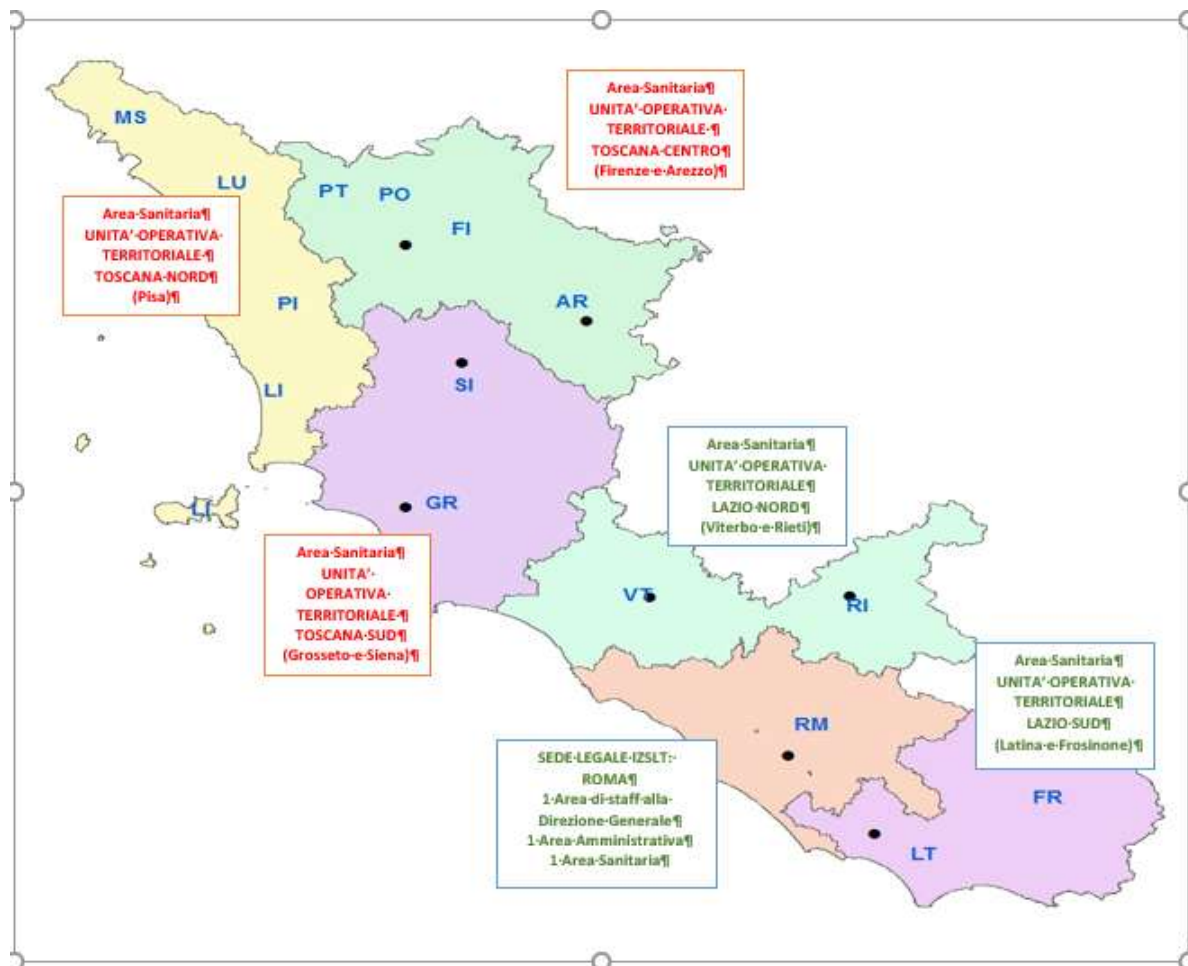 MS
LU
PT
PO
FI
AR
PI
LI
SI
LI
GR
VT
RI
RM
FR
LT
Area·Sanitaria¶
UNITA'·OPERATIVA·
TERRITORIALE·¶
TOSCANA·CENTRO¶
(Firenze·e·Arezzo)¶
Area·Sanitaria¶
UNITA'·OPERATIVA·
TERRITORIALE·¶
TOSCANA·NORD¶
(Pisa)¶
Area·Sanitaria¶
UNITA'·OPERATIVA·
TERRITORIALE¶
LAZIO·NORD¶
(Viterbo·e·Rieti)¶
Area·Sanitaria¶
UNITA'·
OPERATIVA·
TERRITORIALE·¶
TOSCANA·SUD¶
(Grosseto·e·Siena)¶
Area·Sanitaria¶
UNITA'·OPERATIVA·
TERRITORIALE¶
LAZIO·SUD¶
(Latina·e·Frosinone)¶
SEDE·LEGALE·IZSLT:·
ROMA¶
1·Area·di·staff·alla·
Direzione·Generale¶
1·Area·Amministrativa¶
1·Area·Sanitaria¶